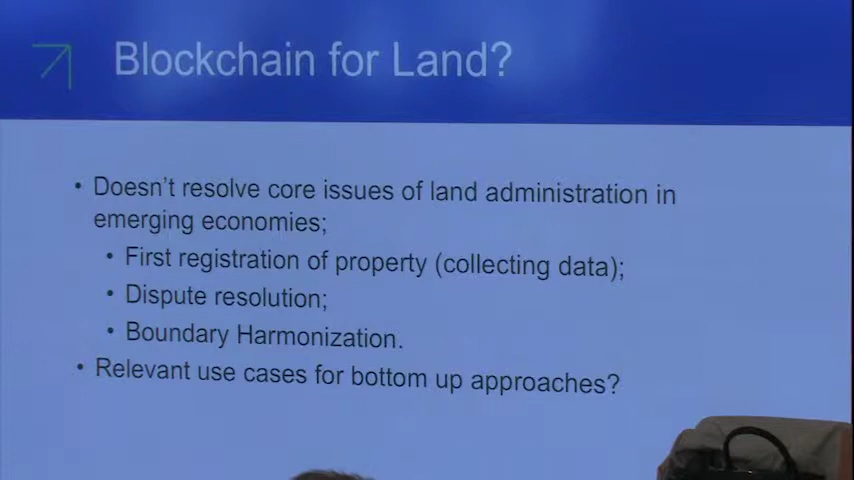 Blockchain for Land?
• Doesn't resolve core issues of land administration in
emerging economies;
• First registration of property (collecting data);
• Dispute resolution;
• Boundary Harmonization.
• Relevant use cases for bottom up approaches?